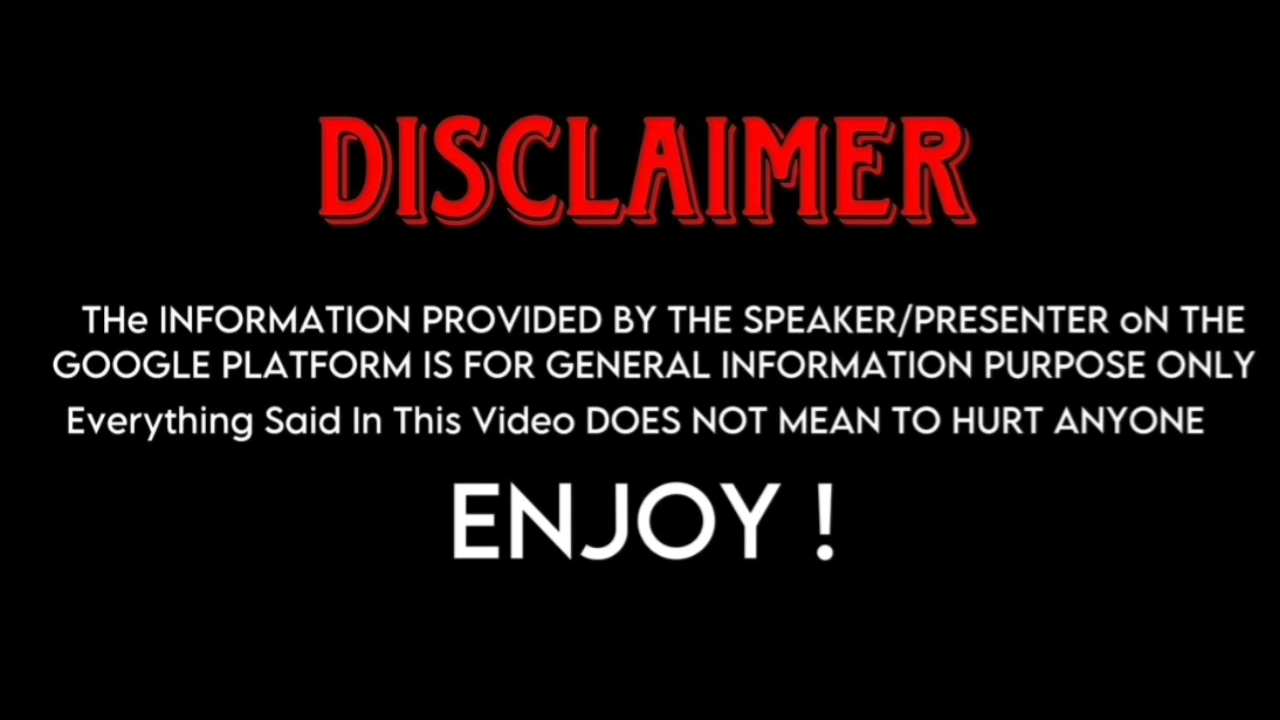 DISCLAIMER
THe INFORMATION PROVIDED BY THE SPEAKER/PRESENTER oN THE
GOOGLE PLATFORM IS FOR GENERAL INFORMATION PURPOSE ONLY
Everything Said In This Video DOES NOT MEAN TO HURT ANYONE
ENJOY !